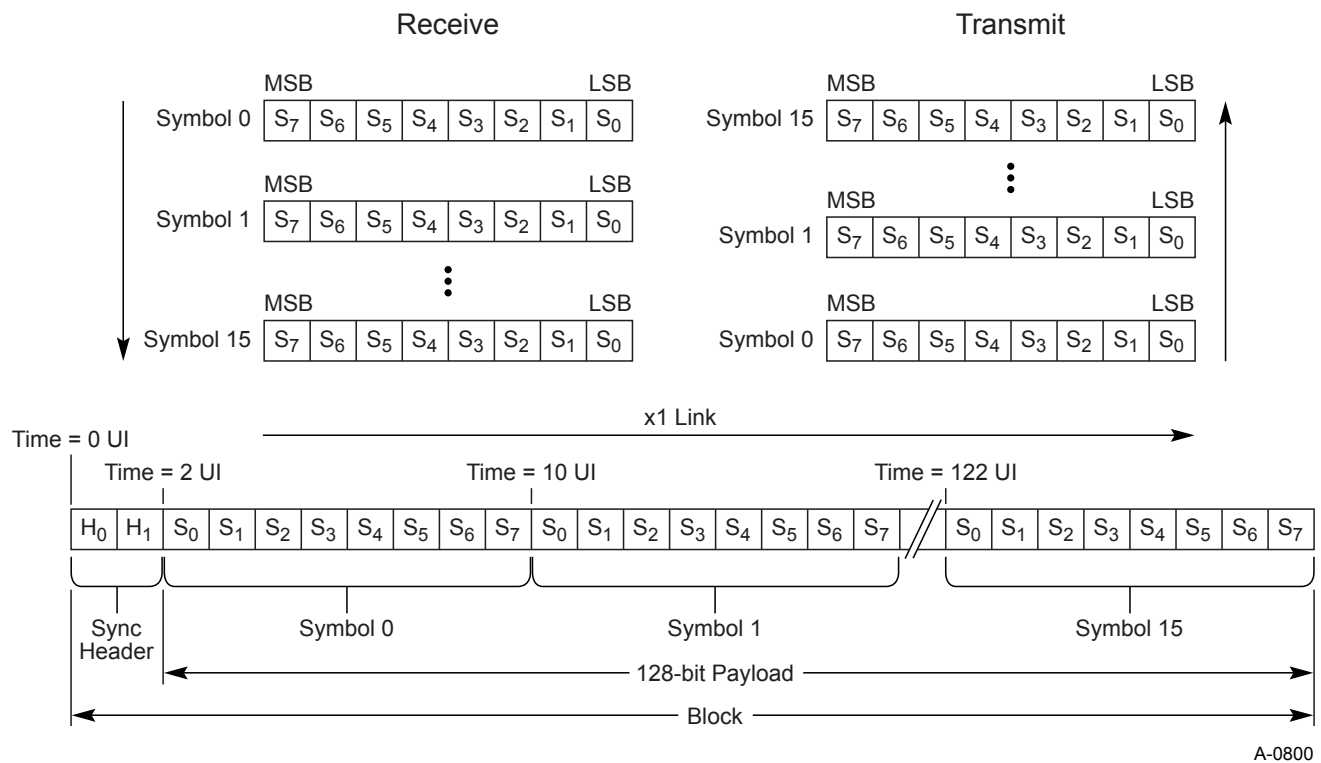 Receive Transmit
MSB LSB MSB LSB
Symbol 0 S7 S6 S5 S4 S3 S2 S1 S0 Symbol 15 S7 S6 S5 S4 S3 S2 S1 S0
MSB LSB
MSB LSB
Symbol 1 S7 S6 S5 S4 S3 S2 S1 S0
Symbol 1 S7 S6 S5 S4 S3 S2 S1 S0
MSB LSB MSB LSB
Symbol 15 S7 S6 S5 S4 S3 S2 S1 S0 Symbol 0 S7 S6 S5 S4 S3 S2 S1 S0
x1 Link
Time = 0 UI
Time = 2 UI Time = 10 UI Time = 122 UI
H0 H1 S0 S1 S2 S3 S4 S5 S6 S7 S0 S1 S2 S3 S4 S5 S6 S7 S0 S1 S2 S3 S4 S5 S6 S7
Sync Symbol 0 Symbol 1 Symbol 15
Header
128-bit Payload
Block
A-0800